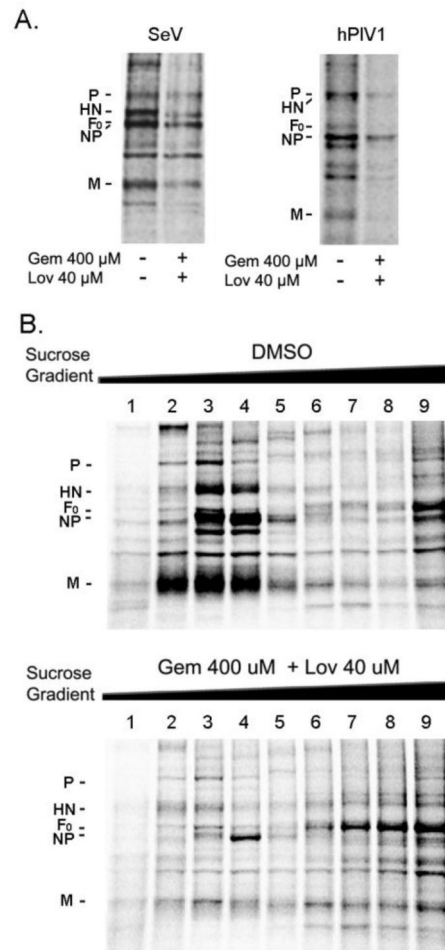 A.
SeV hPIV1
P - P -
HN - HN
F₀ - F₀ -
NP NP -
M - M -
Gem 400 µM - + Gem 400 µM - +
Lov 40 µM - + Lov 40 µM - +
B.
Sucrose Gradient DMSO
1 2 3 4 5 6 7 8 9
P -
HN -
F₀ -
NP -
M -
Sucrose Gradient Gem 400 uM + Lov 40 uM
1 2 3 4 5 6 7 8 9
P -
HN -
F₀ -
NP -
M -